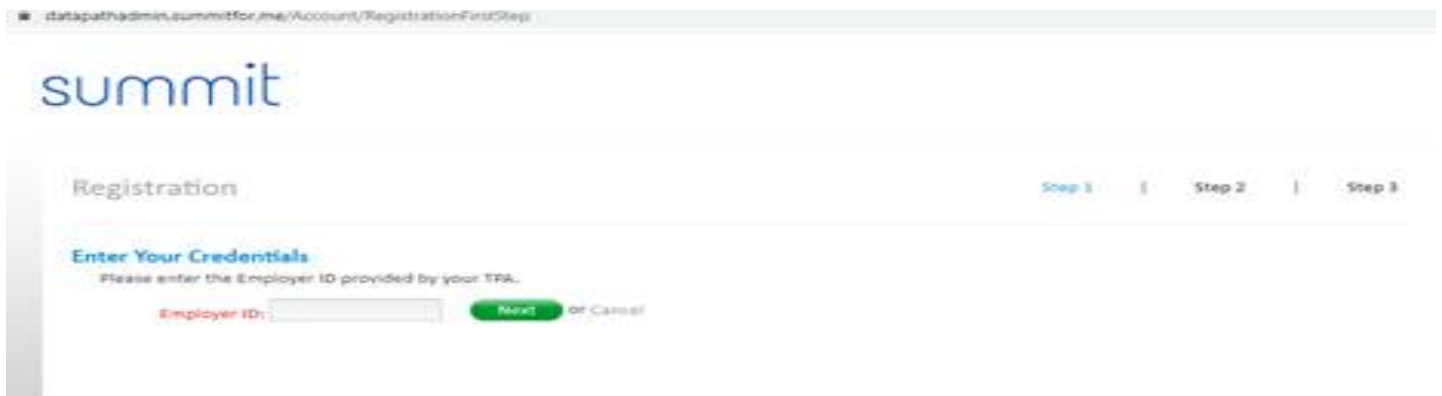 datapathadmin.summitfor.me/Account/RegistrationFirstStep
summit
Registration
Step 1 | Step 2 | Step 3
Enter Your Credentials
Please enter the Employer ID provided by your TPA.
Employer ID: Next or Cancel